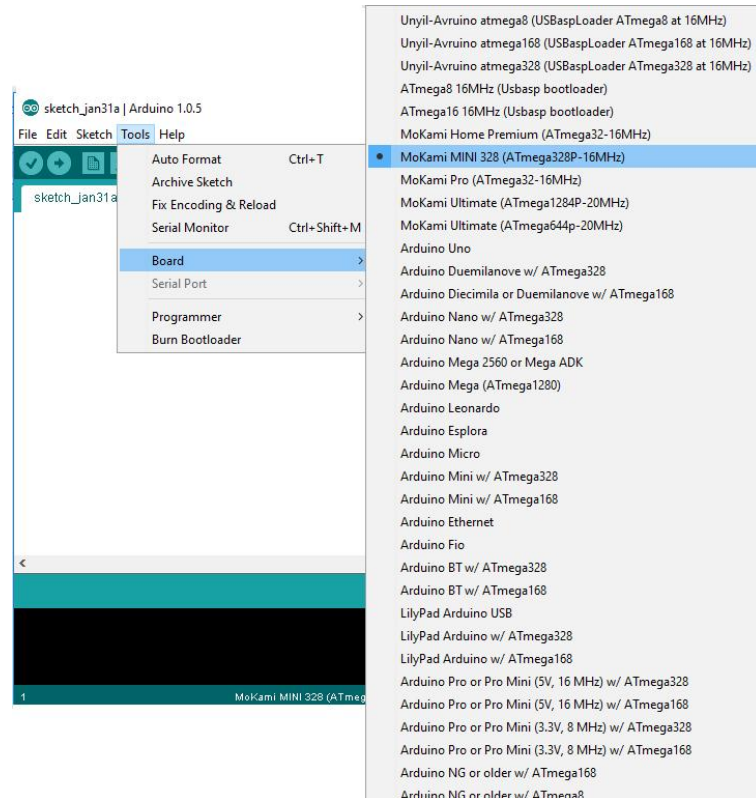 sketch_jan31a | Arduino 1.0.5
File Edit Sketch Tools Help
sketch_jan31a
Auto Format Ctrl+T
Archive Sketch
Fix Encoding & Reload
Serial Monitor Ctrl+Shift+M
Board
Serial Port
Programmer
Burn Bootloader
Unyil-Avruino atmega8 (USBaspLoader ATmega8 at 16MHz)
Unyil-Avruino atmega168 (USBaspLoader ATmega168 at 16MHz)
Unyil-Avruino atmega328 (USBaspLoader ATmega328 at 16MHz)
ATmega8 16MHz (Usbasp bootloader)
ATmega16 16MHz (Usbasp bootloader)
MoKami Home Premium (ATmega32-16MHz)
MoKami MINI 328 (ATmega328P-16MHz)
MoKami Pro (ATmega32-16MHz)
MoKami Ultimate (ATmega1284P-20MHz)
MoKami Ultimate (ATmega644p-20MHz)
Arduino Uno
Arduino Duemilanove w/ ATmega328
Arduino Diecimila or Duemilanove w/ ATmega168
Arduino Nano w/ ATmega328
Arduino Nano w/ ATmega168
Arduino Mega 2560 or Mega ADK
Arduino Mega (ATmega1280)
Arduino Leonardo
Arduino Esplora
Arduino Micro
Arduino Mini w/ ATmega328
Arduino Mini w/ ATmega168
Arduino Ethernet
Arduino Fio
Arduino BT w/ ATmega328
Arduino BT w/ ATmega168
LilyPad Arduino USB
LilyPad Arduino w/ ATmega328
LilyPad Arduino w/ ATmega168
Arduino Pro or Pro Mini (5V, 16 MHz) w/ ATmega328
Arduino Pro or Pro Mini (5V, 16 MHz) w/ ATmega168
Arduino Pro or Pro Mini (3.3V, 8 MHz) w/ ATmega328
Arduino Pro or Pro Mini (3.3V, 8 MHz) w/ ATmega168
Arduino NG or older w/ ATmega168
Arduino NG or older w/ ATmega8
1 MoKami MINI 328 (ATmeg